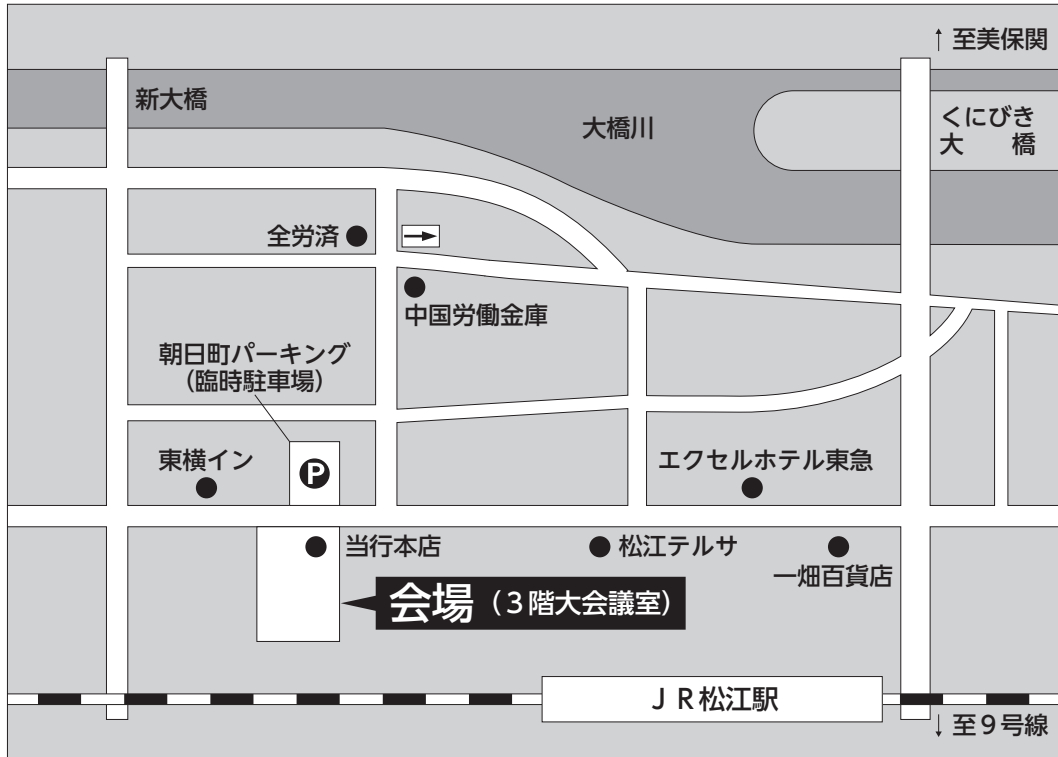 ↑ 至美保関
新大橋
大橋川
くにびき
大　橋
全労済
中国労働金庫
朝日町パーキング
（臨時駐車場）
東横イン
P
エクセルホテル東急
当行本店
松江テルサ
一畑百貨店
会場（３階大会議室）
ＪＲ松江駅
↓ 至９号線